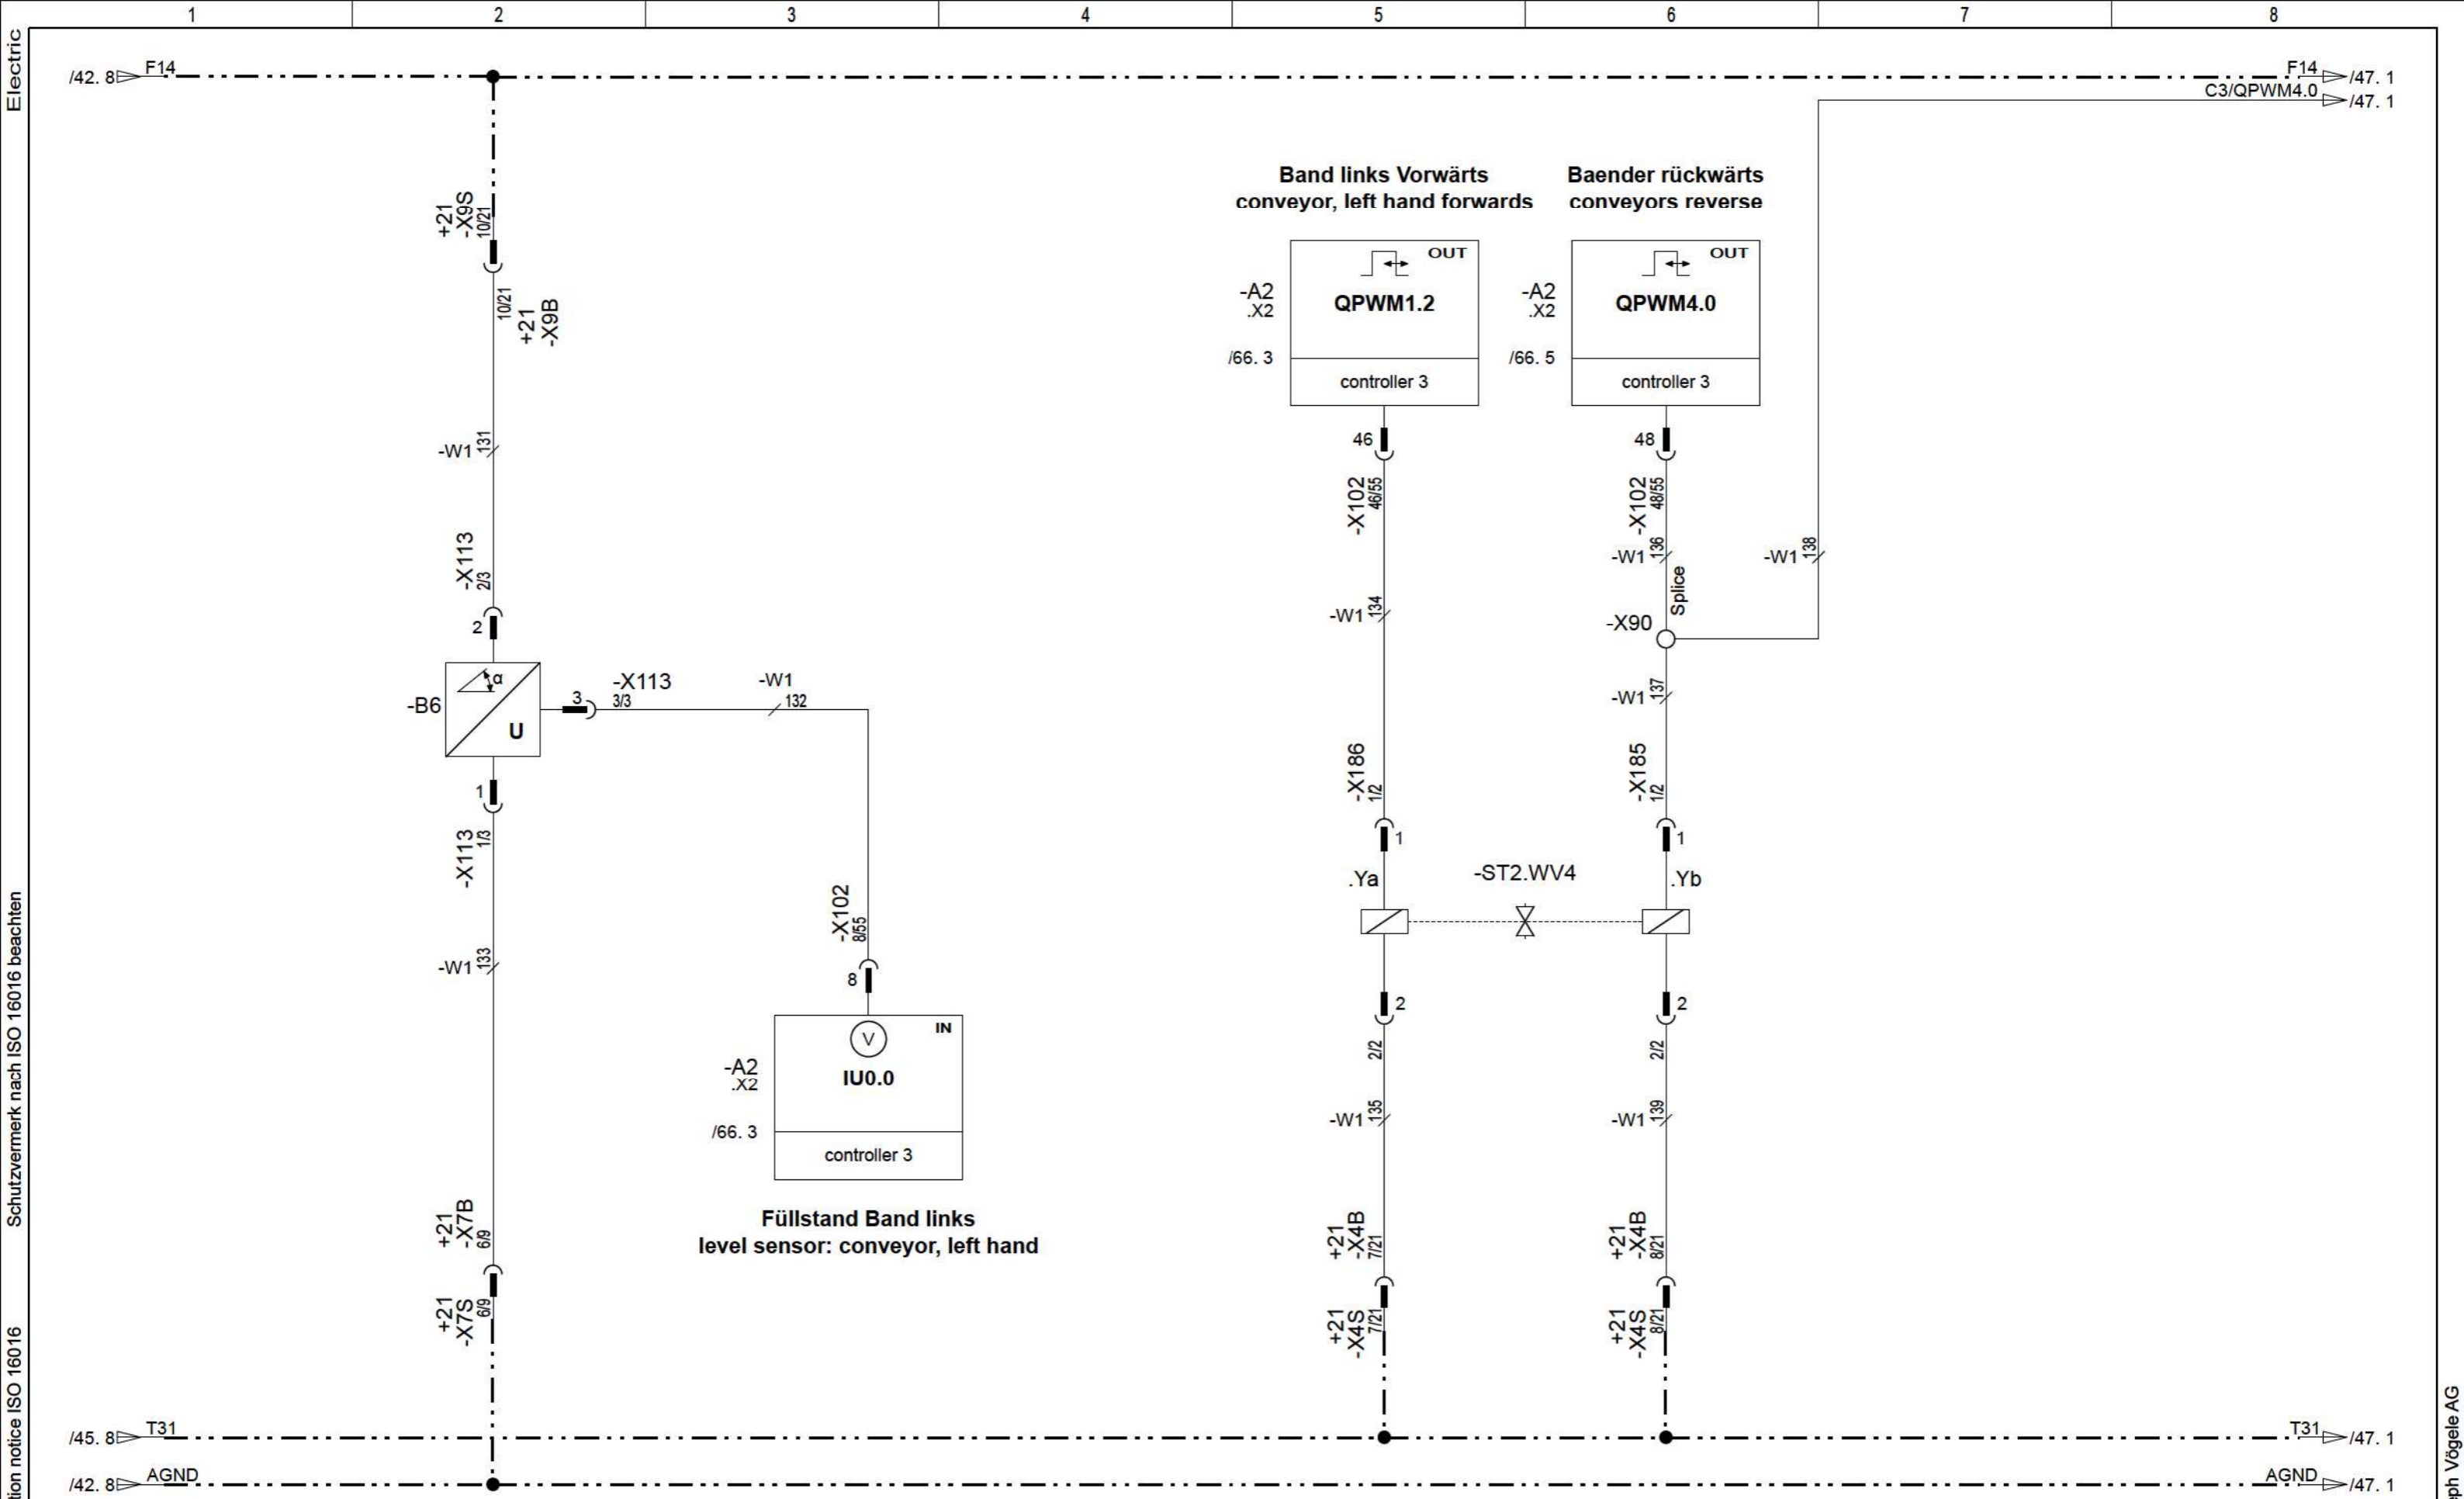 1 2 3 4 5 6 7 8
Electric
/42. 8 F14
F14 /47. 1
C3/QPWM4.0 /47. 1
Band links Vorwärts
conveyor, left hand forwards
Baender rückwärts
conveyors reverse
+21
-X9S
10/21
10/21
+21
-X9B
-W1 131
-X113
2/3
2
-B6
α
U
3
-X113
3/3
-W1
132
1
-X113
1/3
-W1 133
+21
-X7B
6/9
+21
-X7S
6/9
-X102
8/55
8
V
IN
IU0.0
-A2
.X2
/66. 3
controller 3
Füllstand Band links
level sensor: conveyor, left hand
OUT
QPWM1.2
-A2
.X2
/66. 3
controller 3
46
-X102
46/55
-W1 134
-X186
1/2
1
.Ya
2
2/2
-W1 135
+21
-X4B
7/21
+21
-X4S
7/21
-ST2.WV4
OUT
QPWM4.0
-A2
.X2
/66. 5
controller 3
48
-X102
48/55
-W1 136
Splice
-X90
-W1 138
-W1 137
-X185
1/2
1
.Yb
2
2/2
-W1 139
+21
-X4B
8/21
+21
-X4S
8/21
/45. 8 T31
T31 /47. 1
/42. 8 AGND
AGND /47. 1
Schutzvermerk nach ISO 16016 beachten
notice ISO 16016
Vögele AG